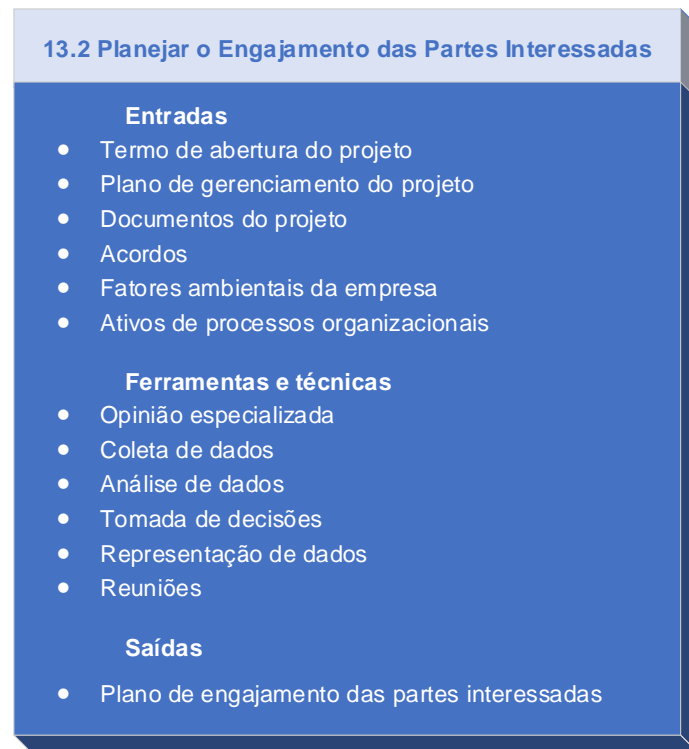 13.2 Planejar o Engajamento das Partes Interessadas
Entradas
• Termo de abertura do projeto
• Plano de gerenciamento do projeto
• Documentos do projeto
• Acordos
• Fatores ambientais da empresa
• Ativos de processos organizacionais
Ferramentas e técnicas
• Opinião especializada
• Coleta de dados
• Análise de dados
• Tomada de decisões
• Representação de dados
• Reuniões
Saídas
• Plano de engajamento das partes interessadas